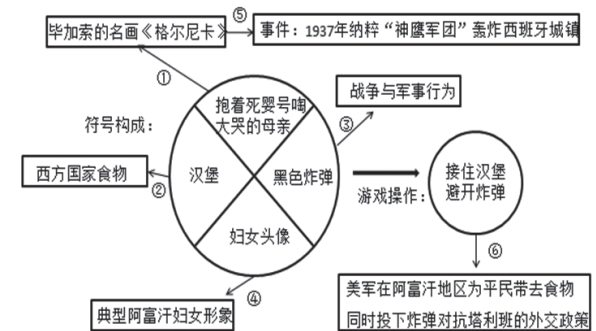 ⑤
毕加索的名画《格尔尼卡》
事件：1937年纳粹“神鹰军团”轰炸西班牙城镇
①
抱着死婴号啕
大哭的母亲
战争与军事行为
符号构成：
③
西方国家食物
②
汉堡
黑色炸弹
游戏操作：
接住汉堡
避开炸弹
妇女头像
⑥
④
典型阿富汗妇女形象
美军在阿富汗地区为平民带去食物
同时投下炸弹对抗塔利班的外交政策